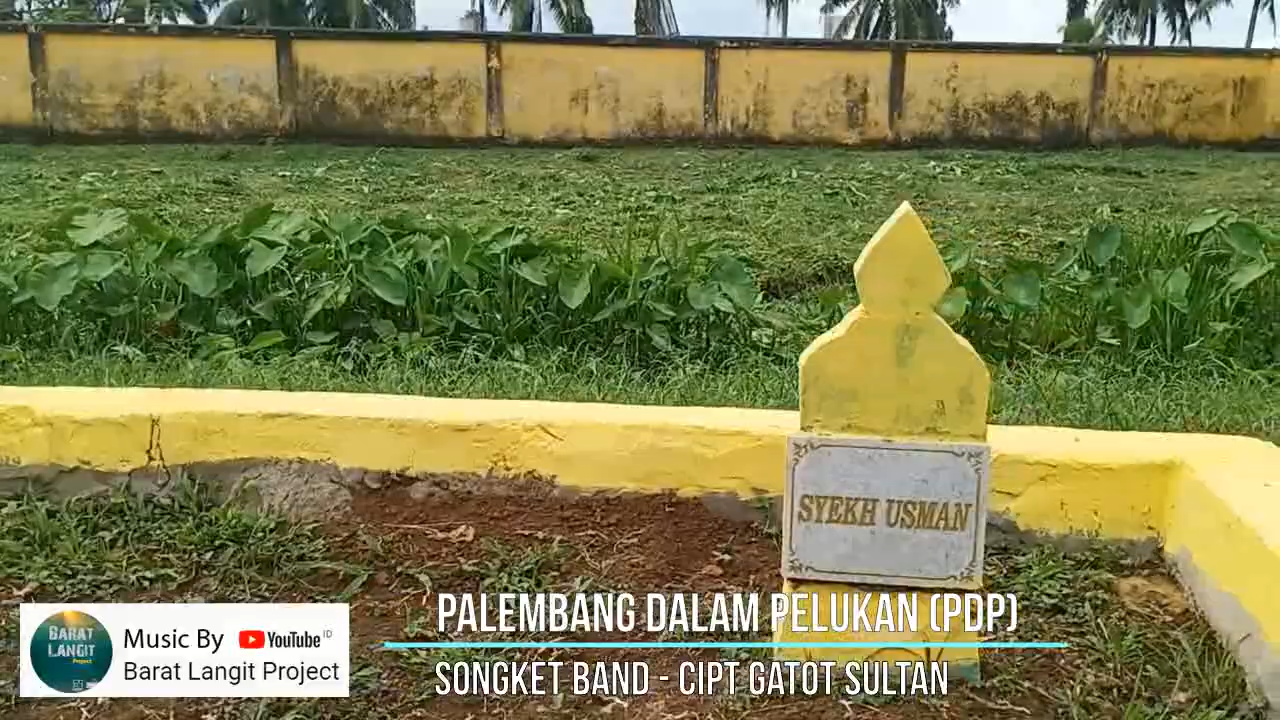 SYEKH USMAN
BARAT
LANGIT
Project
Music By YouTube ID
Barat Langit Project
PALEMBANG DALAM PELUKAN (PDP)
SONGKET BAND - CIPT GATOT SULTAN